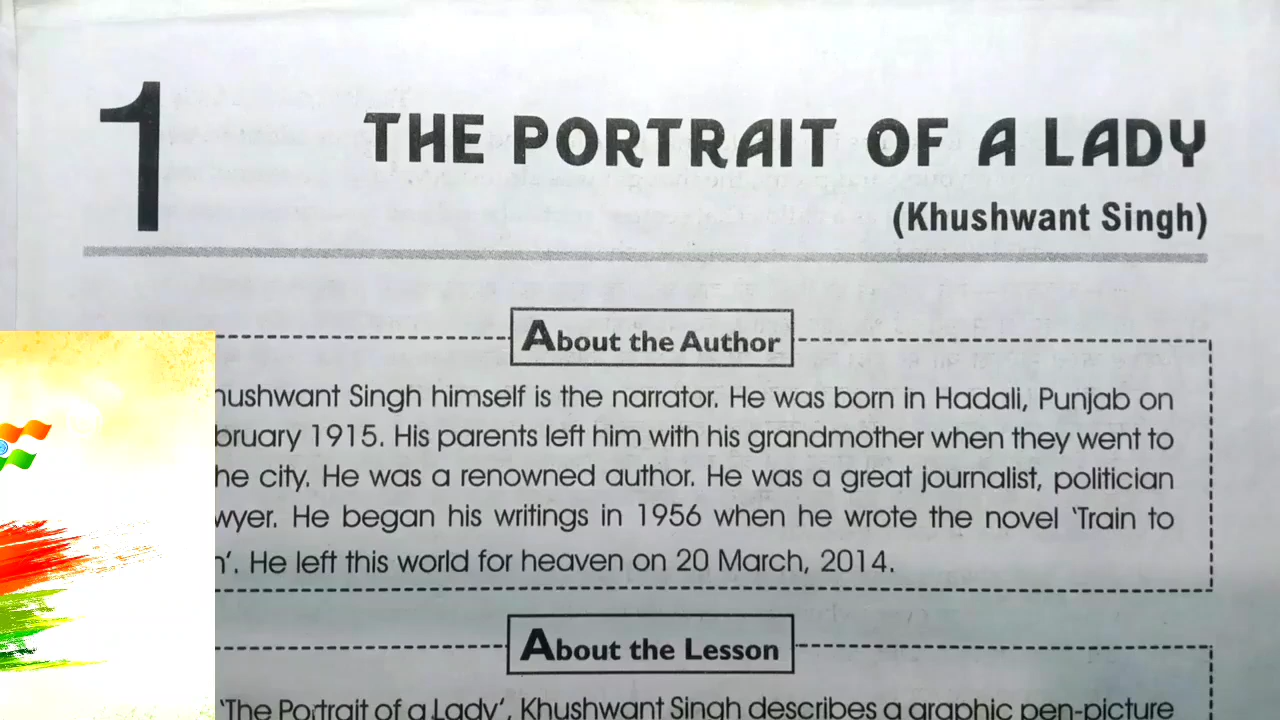 1
THE PORTRAIT OF A LADY
(Khushwant Singh)
About the Author
hushwant Singh himself is the narrator. He was born in Hadali, Punjab on
bruary 1915. His parents left him with his grandmother when they went to
he city. He was a renowned author. He was a great journalist, politician
wyer. He began his writings in 1956 when he wrote the novel 'Train to
n'. He left this world for heaven on 20 March, 2014.
About the Lesson
'The Portrait of a Lady', Khushwant Singh describes a graphic pen-picture